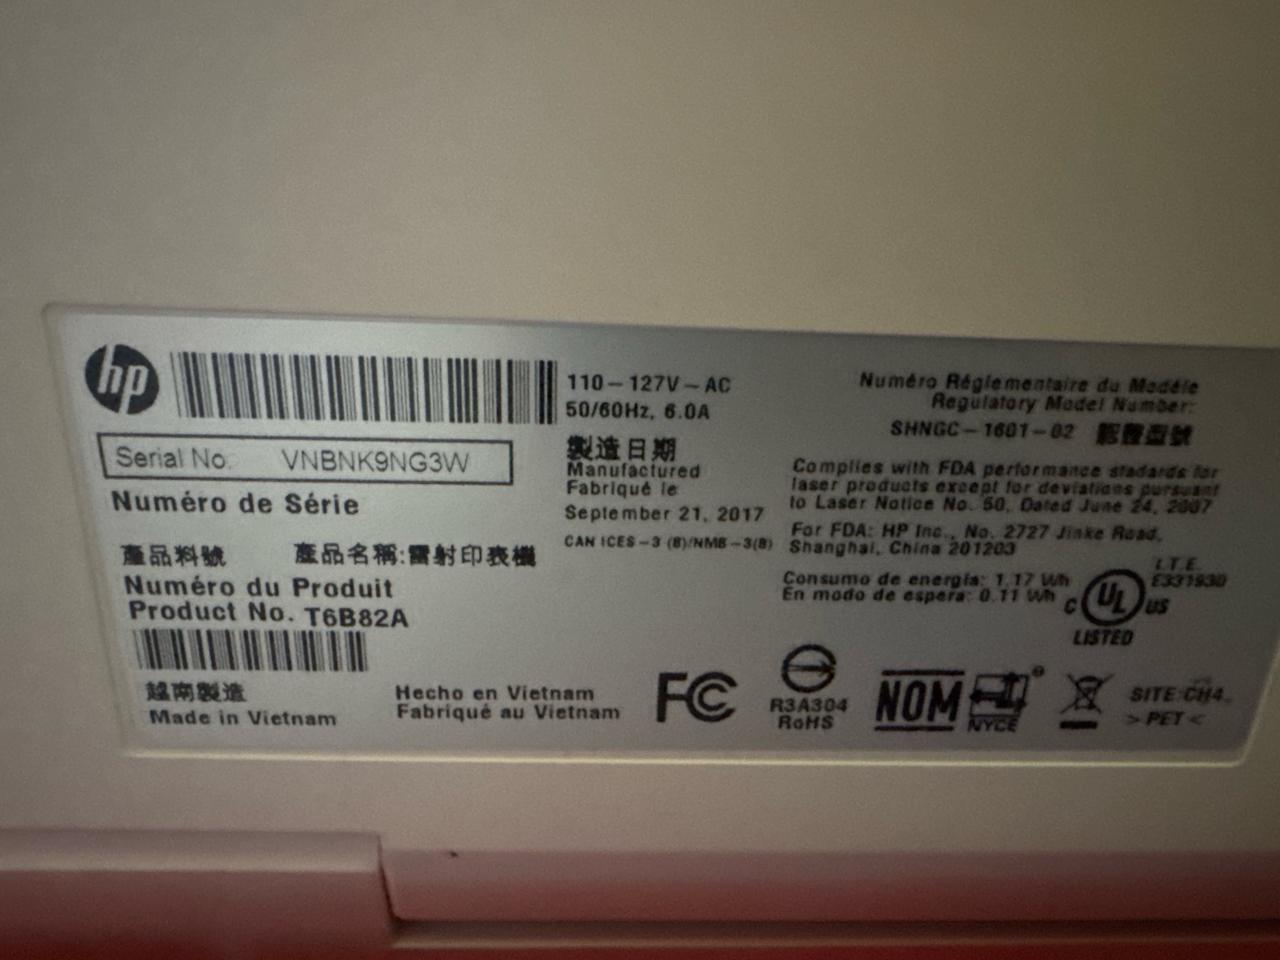 hp
Serial No. VNBNK9NG3W
Numéro de Série
產品料號 產品名稱:雷射印表機
Numéro du Produit
Product No. T6B82A
越南製造
Made in Vietnam
Hecho en Vietnam
Fabriqué au Vietnam
110-127V~AC
50/60Hz, 6.0A
製造日期
Manufactured
Fabriqué le
September 21, 2017
CAN ICES-3 (B)/NMB-3(B)
Numéro Réglementaire du Modéle
Regulatory Model Number:
SHNGC-1601-02
Complies with FDA performance stadards for
laser products except for deviations pursuant
to Laser Notice No. 50, Dated June 24, 2007
For FDA: HP Inc., No. 2727 Jinke Road,
Shanghai, China 201203
Consumo de energía: 1.17 Wh
En modo de espera: 0.11 Wh
I.T.E.
E331930
C UL US
LISTED
FC
R3A304
RoHS
NOM
NYCE
SITE:CH4
>PET<